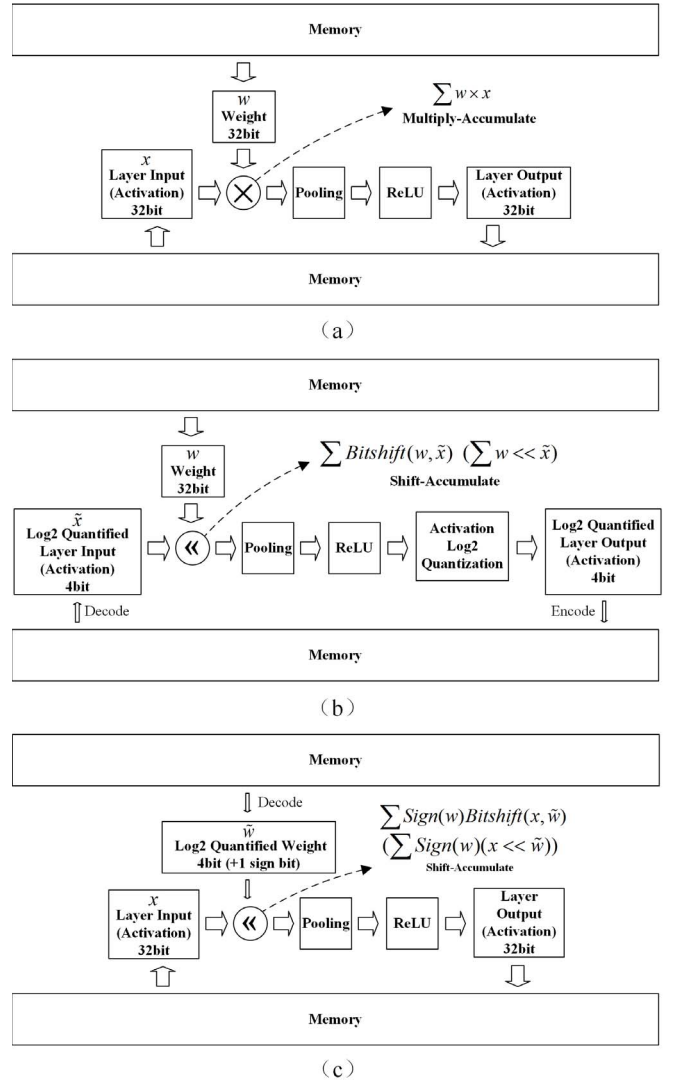 Memory
w
Weight
32bit
∑ w × x
Multiply-Accumulate
x
Layer Input
(Activation)
32bit
Pooling
ReLU
Layer Output
(Activation)
32bit
Memory
（a）
Memory
w
Weight
32bit
∑ Bitshift(w, x̃) (∑ w << x̃)
Shift-Accumulate
x̃
Log2 Quantified
Layer Input
(Activation)
4bit
«
Pooling
ReLU
Activation
Log2
Quantization
Log2 Quantified
Layer Output
(Activation)
4bit
Decode
Encode
Memory
（b）
Memory
Decode
w̃
Log2 Quantified Weight
4bit (+1 sign bit)
∑ Sign(w)Bitshift(x, w̃)
(∑ Sign(w)(x << w̃))
Shift-Accumulate
x
Layer Input
(Activation)
32bit
«
Pooling
ReLU
Layer
Output
(Activation)
32bit
Memory
（c）